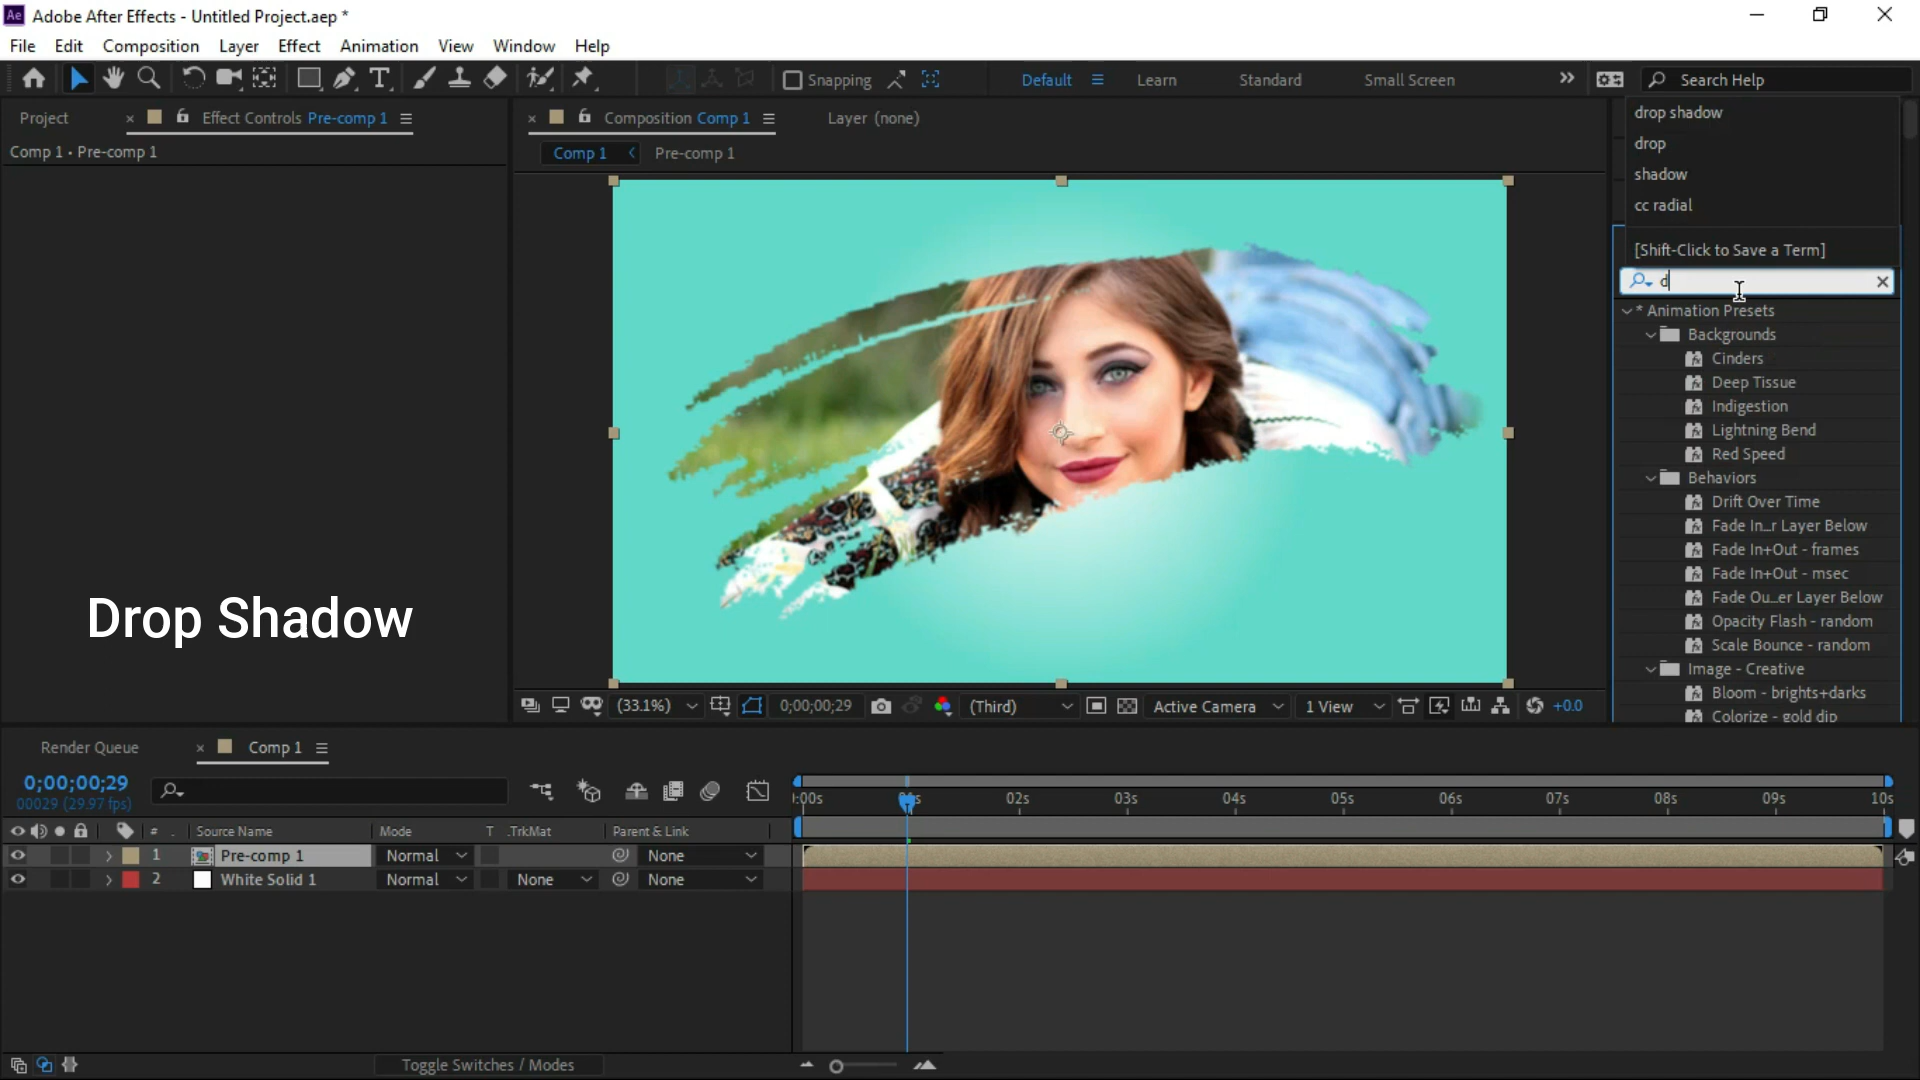 Ae Adobe After Effects - Untitled Project.aep *
File Edit Composition Layer Effect Animation View Window Help
T Snapping Default Learn Standard Small Screen Search Help
Project Effect Controls Pre-comp 1
Comp 1 • Pre-comp 1
Composition Comp 1 Layer (none)
Comp 1 Pre-comp 1
drop shadow
drop
shadow
cc radial
[Shift-Click to Save a Term]
d
* Animation Presets
Backgrounds
Cinders
Deep Tissue
Indigestion
Lightning Bend
Red Speed
Behaviors
Drift Over Time
Fade In...r Layer Below
Fade In+Out - frames
Fade In+Out - msec
Fade Ou...er Layer Below
Opacity Flash - random
Scale Bounce - random
Image - Creative
Bloom - brights+darks
Colorize - gold dip
Drop Shadow
(33.1%) 0;00;00;29 (Third) Active Camera 1 View +0.0
Render Queue Comp 1
0;00;00;29
00029 (29.97 fps)
:00s 02s 03s 04s 05s 06s 07s 08s 09s 10s
# . Source Name Mode T .TrkMat Parent & Link
1 Pre-comp 1 Normal None
2 White Solid 1 Normal None None
Toggle Switches / Modes